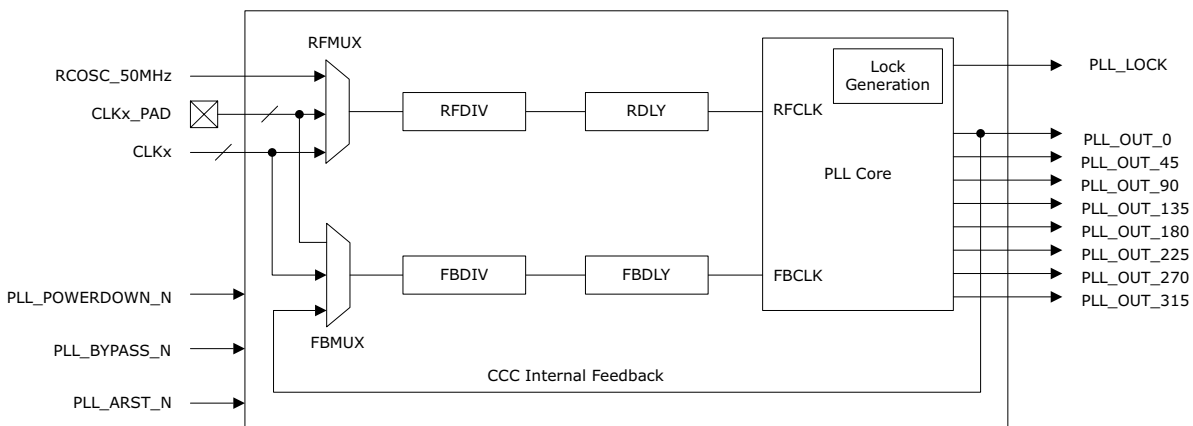 RFMUX
RCOSC_50MHz
CLKx_PAD
CLKx
RFDIV
RDLY
RFCLK
Lock
Generation
PLL Core
PLL_LOCK
PLL_OUT_0
PLL_OUT_45
PLL_OUT_90
PLL_OUT_135
PLL_OUT_180
PLL_OUT_225
PLL_OUT_270
PLL_OUT_315
FBDIV
FBDLY
FBCLK
PLL_POWERDOWN_N
FBMUX
PLL_BYPASS_N
CCC Internal Feedback
PLL_ARST_N